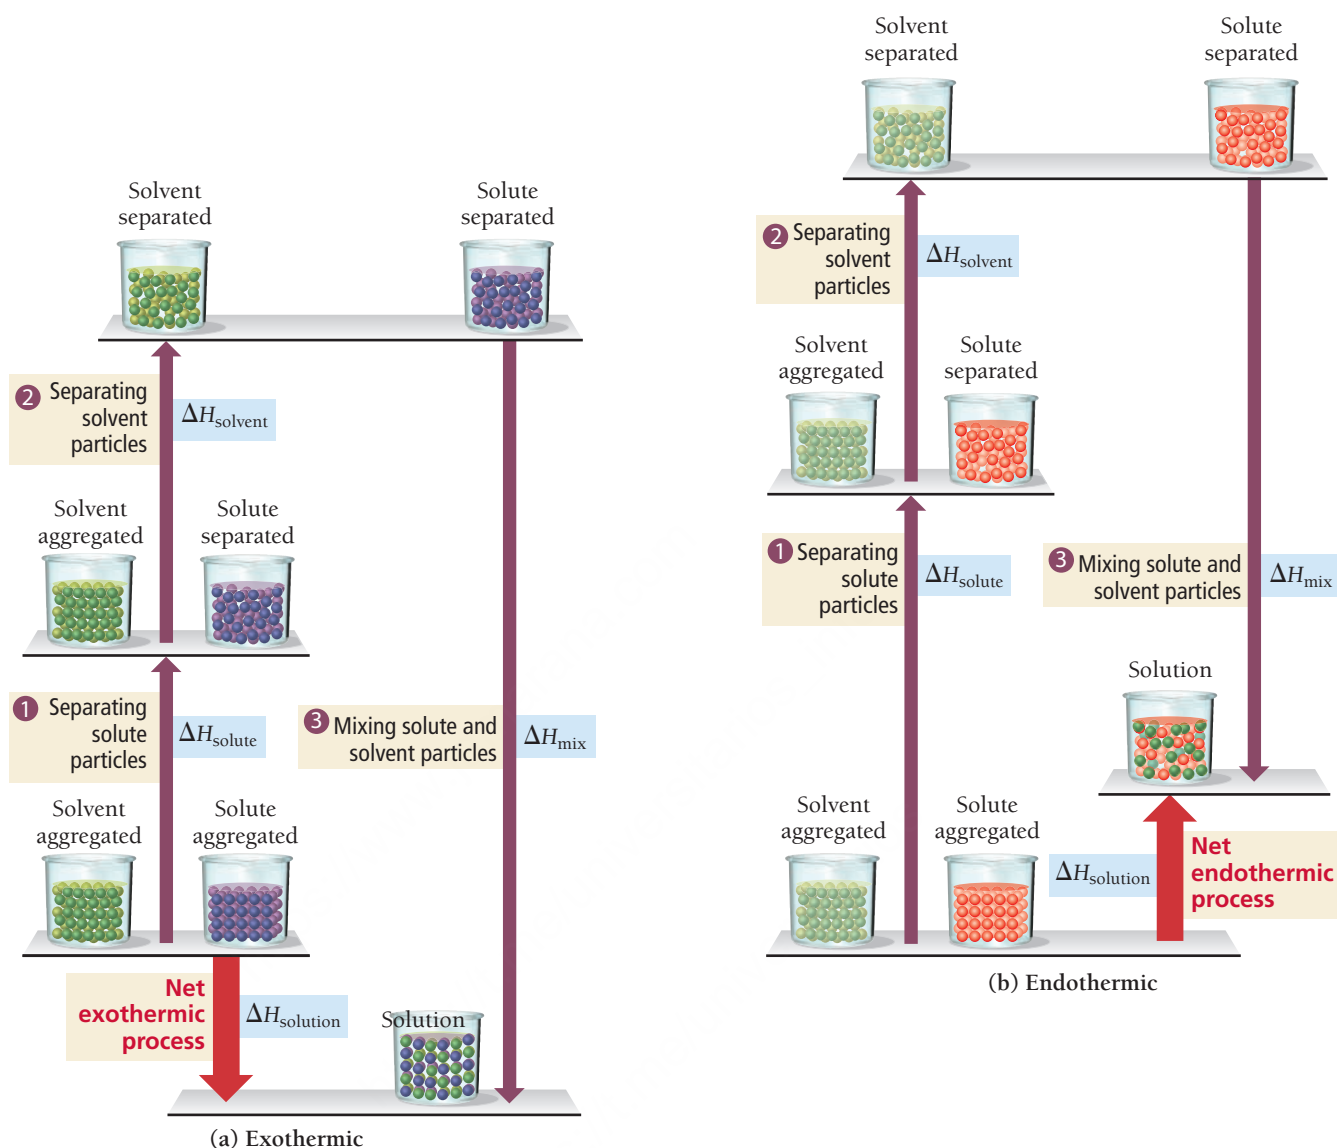 Solvent
separated
Solute
separated
2 Separating
solvent
particles
ΔHsolvent
Solvent
aggregated
Solute
separated
1 Separating
solute
particles
ΔHsolute
3 Mixing solute and
solvent particles
ΔHmix
Solvent
aggregated
Solute
aggregated
Net
exothermic
process
ΔHsolution
Solution
(a) Exothermic
Solvent
separated
Solute
separated
2 Separating
solvent
particles
ΔHsolvent
Solvent
aggregated
Solute
separated
1 Separating
solute
particles
ΔHsolute
3 Mixing solute and
solvent particles
ΔHmix
Solution
Solvent
aggregated
Solute
aggregated
ΔHsolution
Net
endothermic
process
(b) Endothermic